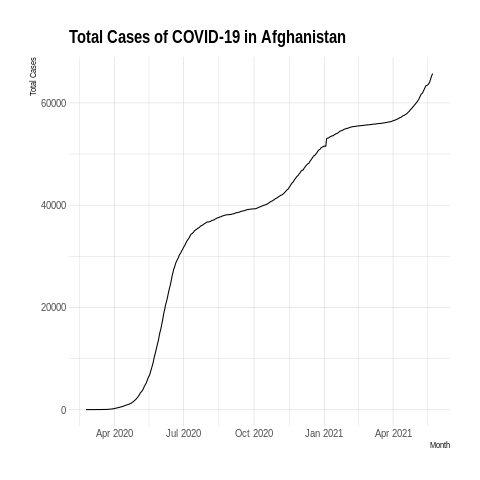 Total Cases of COVID-19 in Afghanistan
Total Cases
60000
40000
20000
0
Apr 2020 Jul 2020 Oct 2020 Jan 2021 Apr 2021
Month